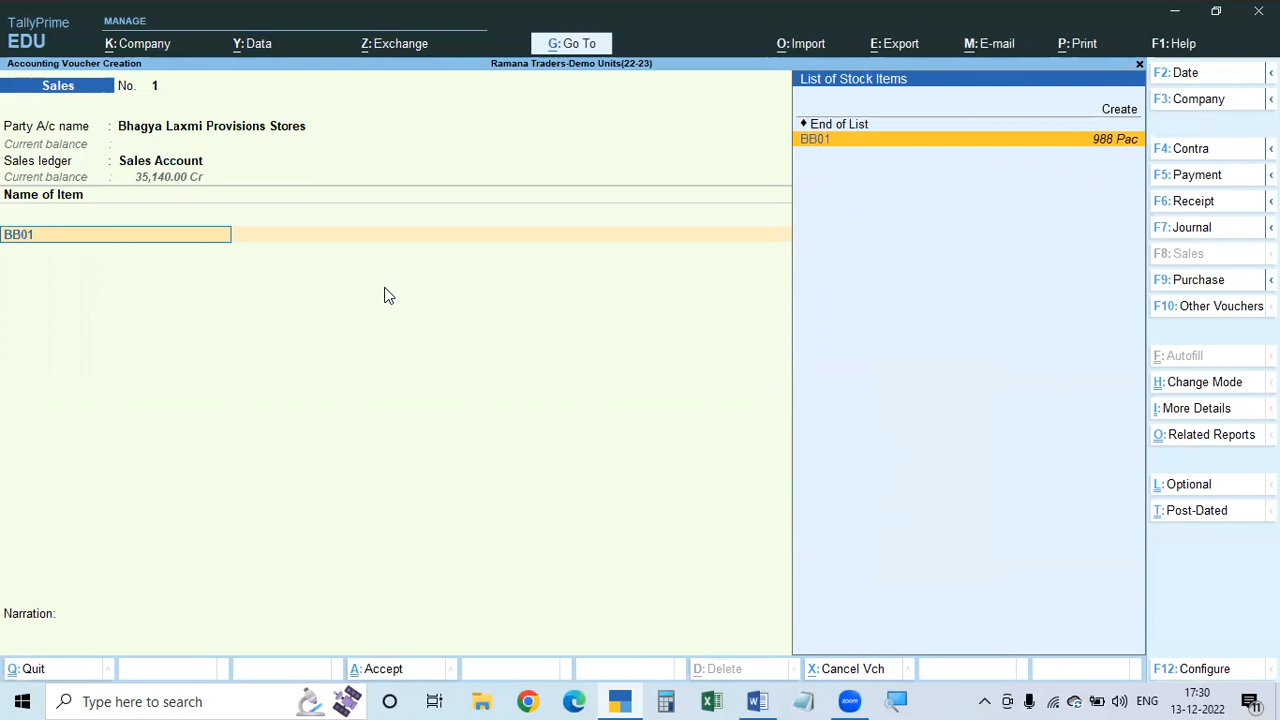 TallyPrime
EDU
MANAGE
K: Company
Y: Data
Z: Exchange
G: Go To
O: Import
E: Export
M: E-mail
P: Print
F1: Help
Accounting Voucher Creation
Ramana Traders-Demo Units(22-23)
Sales No. 1
Party A/c name : Bhagya Laxmi Provisions Stores
Current balance :
Sales ledger : Sales Account
Current balance : 35,140.00 Cr
Name of Item
BB01
Narration:
List of Stock Items
Create
♦ End of List
BB01 988 Pac
F2: Date
F3: Company
F4: Contra
F5: Payment
F6: Receipt
F7: Journal
F8: Sales
F9: Purchase
F10: Other Vouchers
F: Autofill
H: Change Mode
I: More Details
O: Related Reports
L: Optional
T: Post-Dated
F12: Configure
Q: Quit
A: Accept
D: Delete
X: Cancel Vch
Type here to search
ENG
17:30
13-12-2022